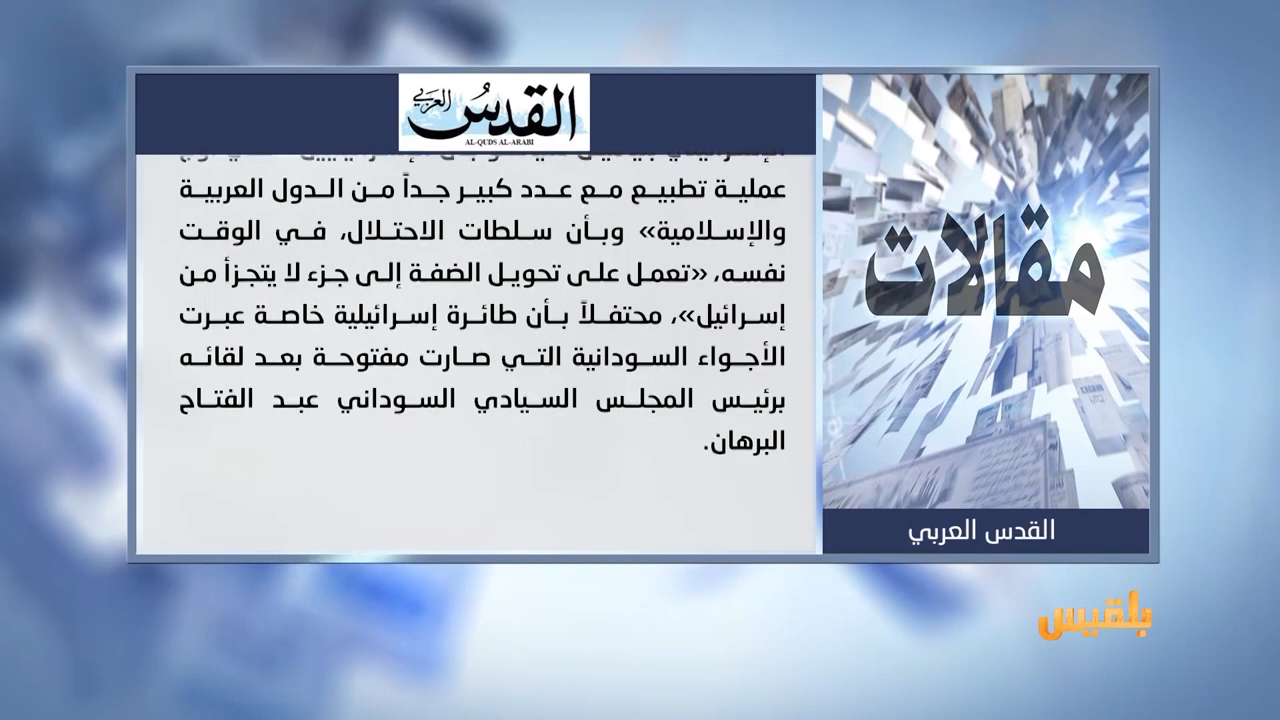 القدس العربي
AL-QUDS AL-ARABI
عملية تطبيع مع عدد كبير جداً من الدول العربية
والإسلامية» وبأن سلطات الاحتلال، في الوقت
نفسه، «تعمل على تحويل الضفة إلى جزء لا يتجزأ من
إسرائيل»، محتفلاً بأن طائرة إسرائيلية خاصة عبرت
الأجواء السودانية التي صارت مفتوحة بعد لقائه
برئيس المجلس السيادي السوداني عبد الفتاح
البرهان.
مقالات
القدس العربي
بلقيس